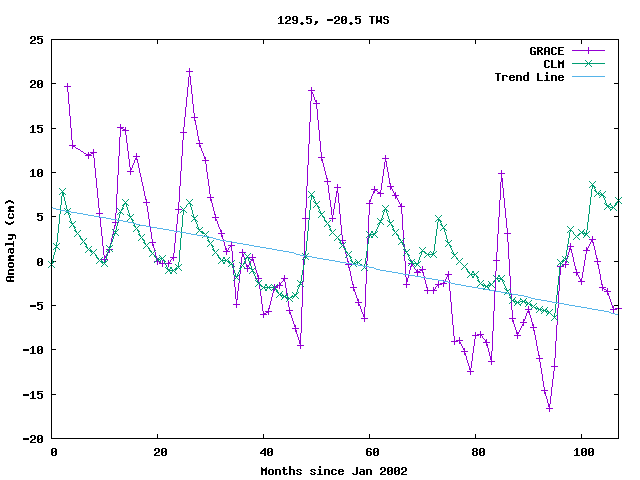 129.5, -20.5 TWS
GRACE
CLM
Trend Line
25
20
15
10
5
0
-5
-10
-15
-20
Anomaly (cm)
0 20 40 60 80 100
Months since Jan 2002